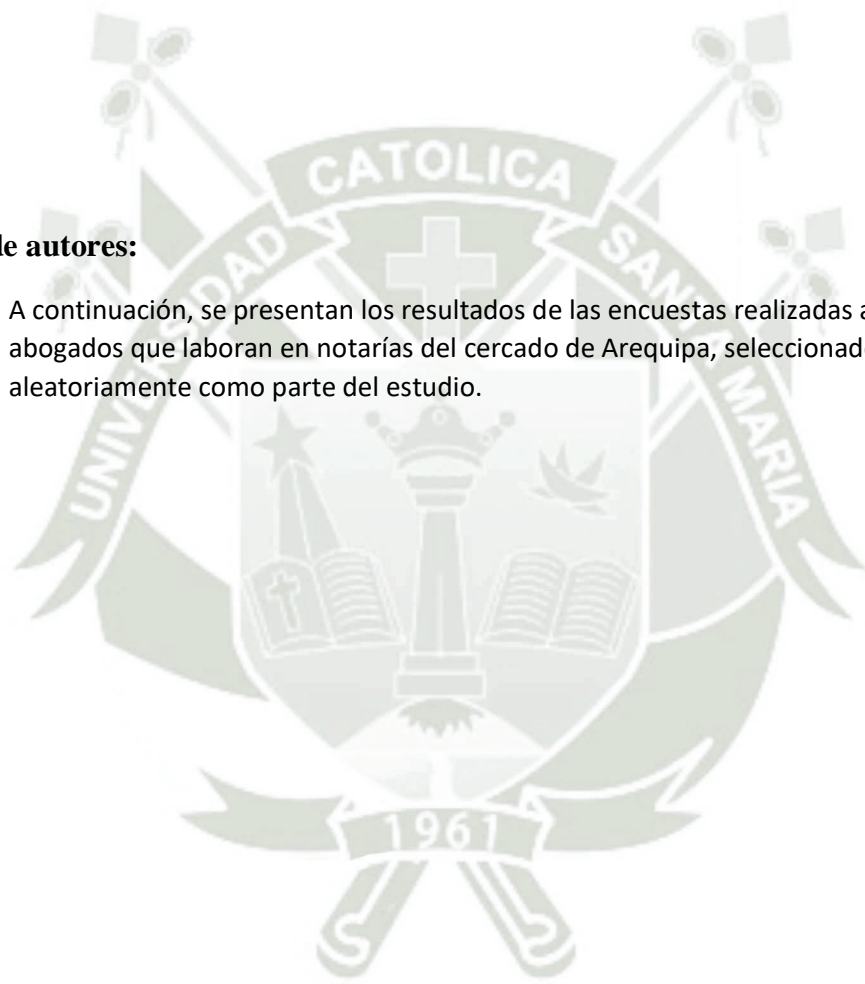 de autores:
A continuación, se presentan los resultados de las encuestas realizadas a
abogados que laboran en notarías del cercado de Arequipa, seleccionad
aleatoriamente como parte del estudio.
UNIVERSIDAD CATOLICA SANTA MARIA
1961